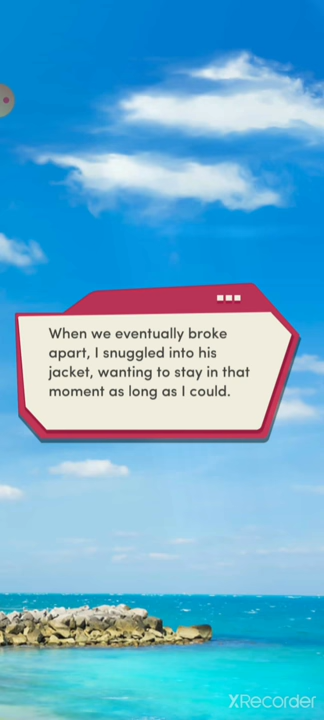 When we eventually broke
apart, I snuggled into his
jacket, wanting to stay in that
moment as long as I could.
XRecorder